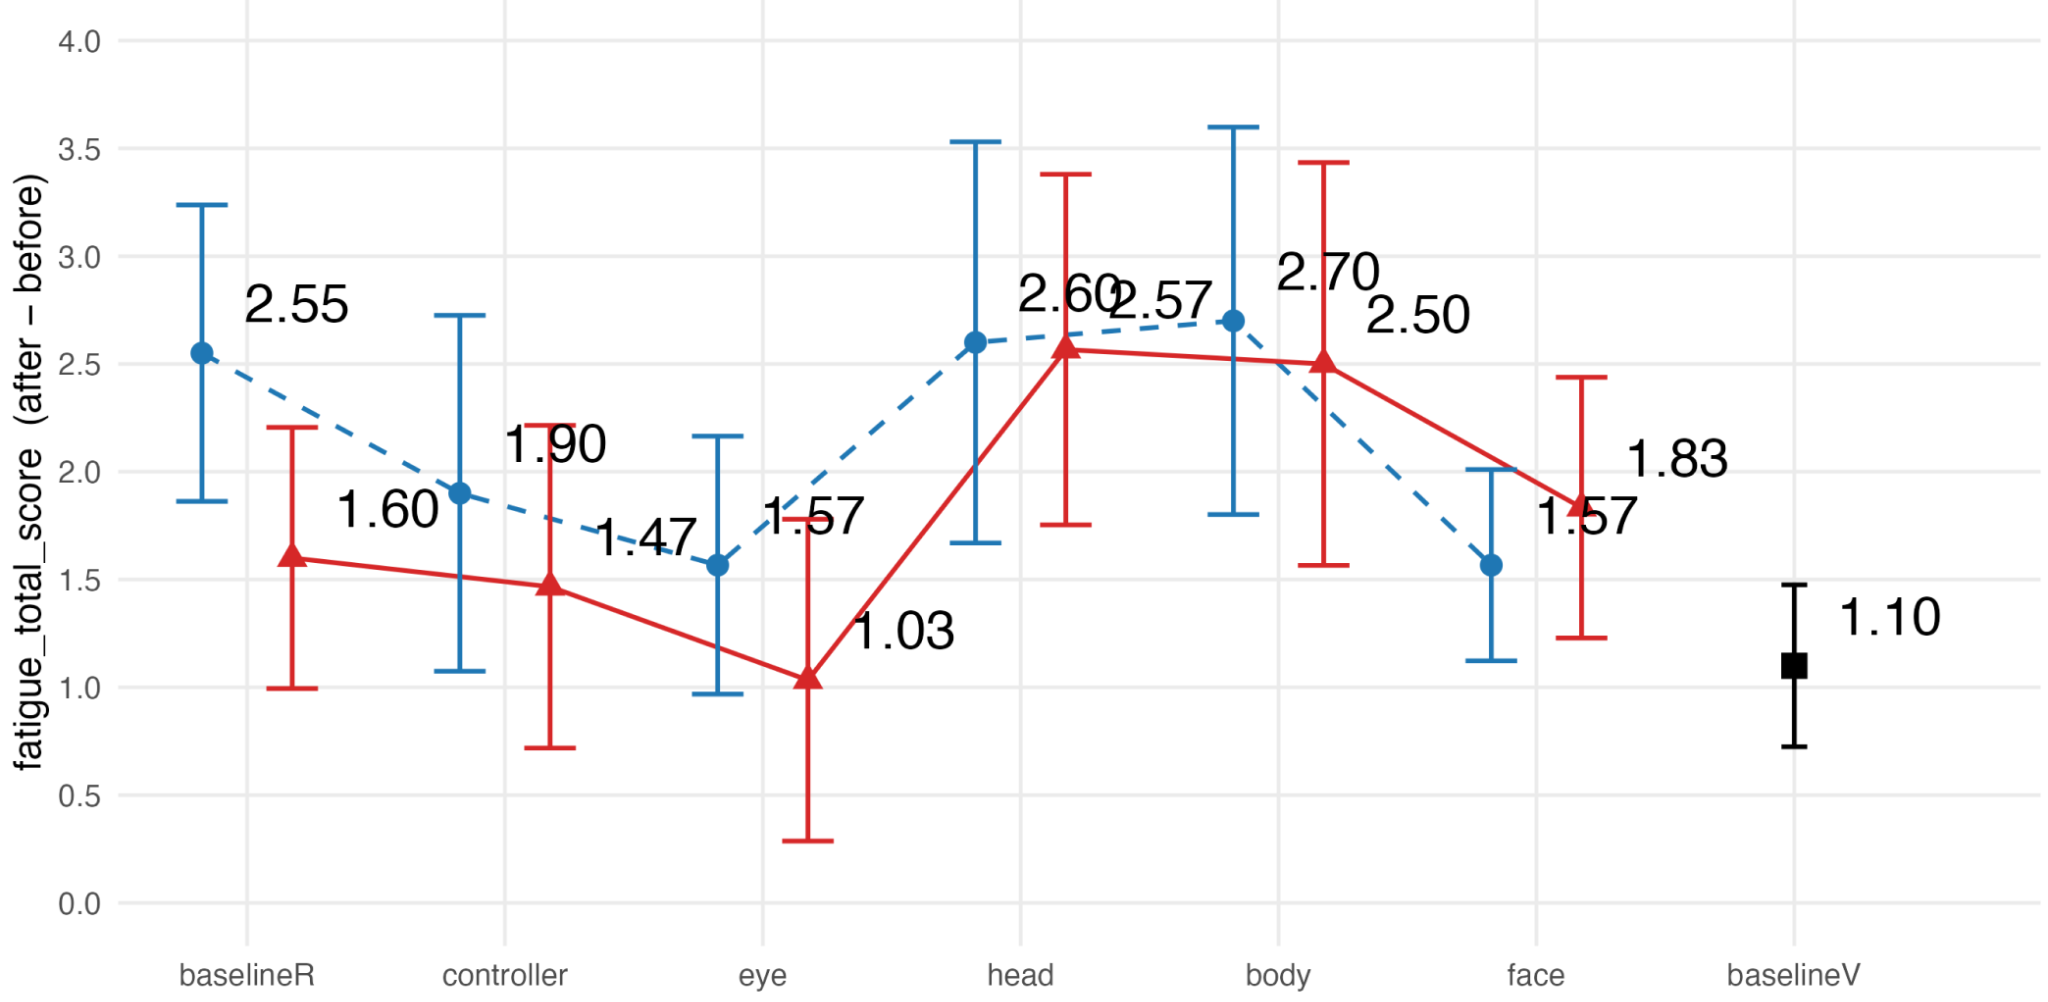 fatigue_total_score (after − before)
4.0
3.5
3.0
2.5
2.0
1.5
1.0
0.5
0.0
2.55
1.60
1.90
1.47
1.57
1.03
2.60
2.57
2.70
2.50
1.57
1.83
1.10
baselineR
controller
eye
head
body
face
baselineV